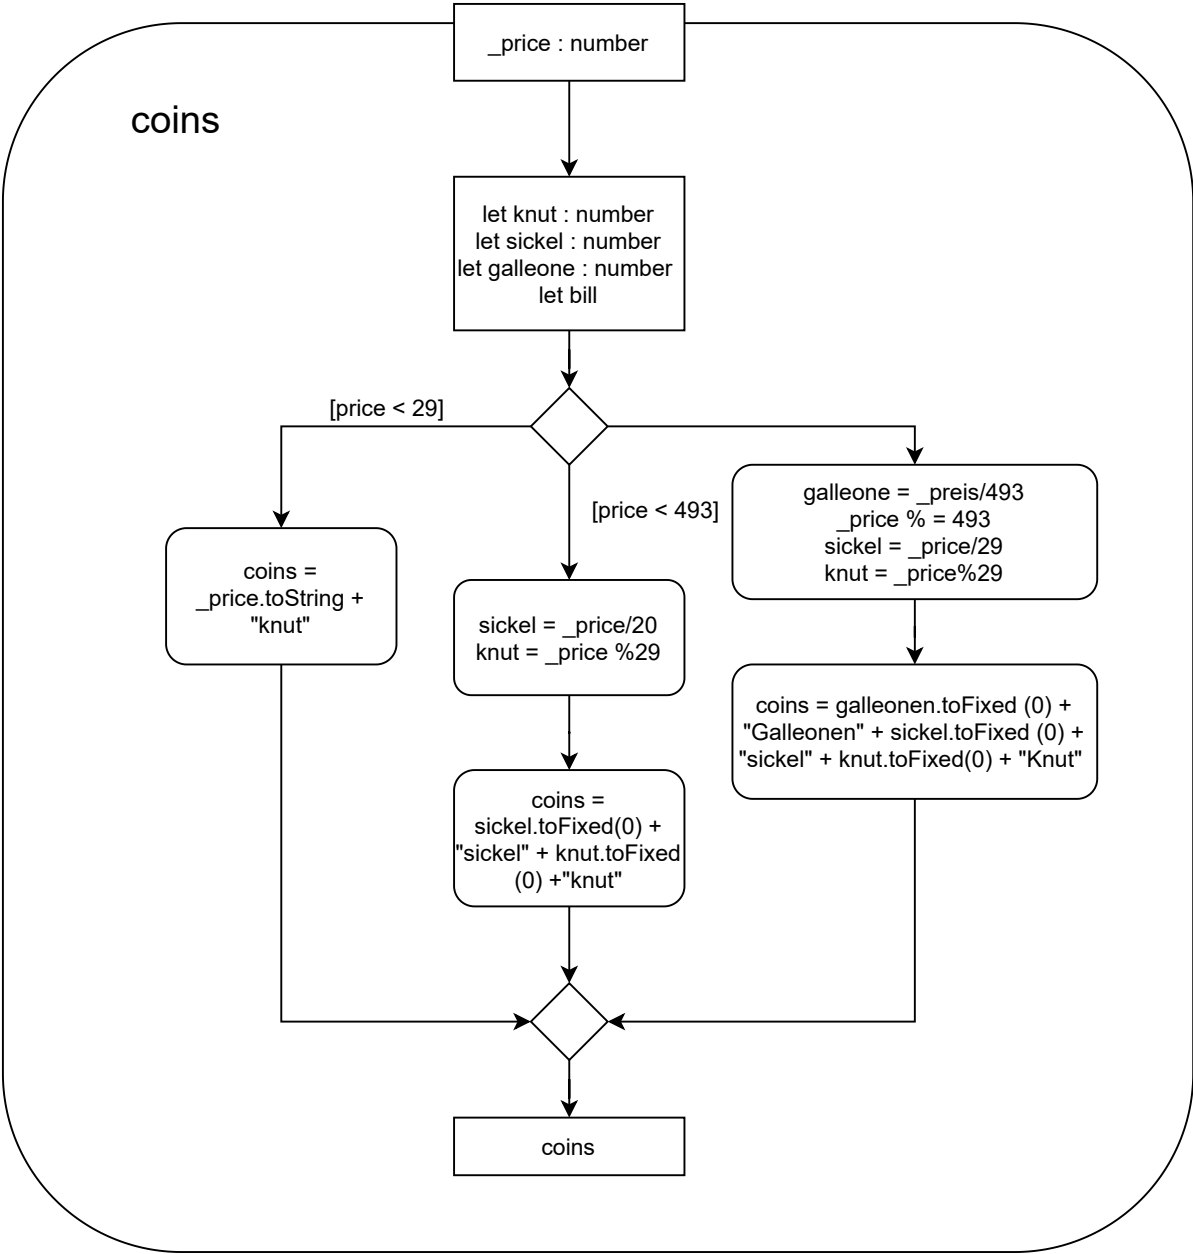 _price : number
coins
let knut : number
let sickel : number
let galleone : number
let bill
[price < 29]
[price < 493]
galleone = _preis/493
_price % = 493
sickel = _price/29
knut = _price%29
coins =
_price.toString +
"knut"
sickel = _price/20
knut = _price %29
coins = galleonen.toFixed (0) +
"Galleonen" + sickel.toFixed (0) +
"sickel" + knut.toFixed(0) + "Knut"
coins =
sickel.toFixed(0) +
"sickel" + knut.toFixed
(0) +"knut"
coins